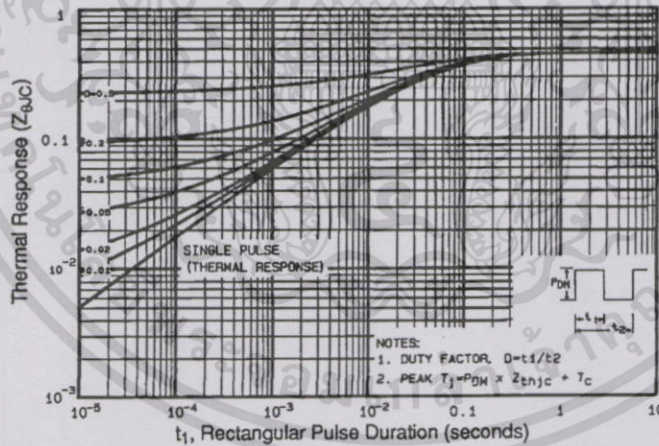 1
0.1
10-2
10-3
Thermal Response (ZθJC)
D=0.5
0.2
0.1
0.05
0.02
0.01
SINGLE PULSE
(THERMAL RESPONSE)
PDM
t1
t2
NOTES:
1. DUTY FACTOR, D=t1/t2
2. PEAK Tj=PDM x Zthjc + Tc
10-5 10-4 10-3 10-2 0.1 1 10
t1, Rectangular Pulse Duration (seconds)